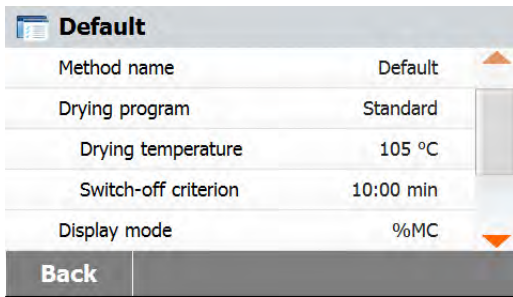 Default
Method name Default
Drying program Standard
Drying temperature 105 ºC
Switch-off criterion 10:00 min
Display mode %MC
Back